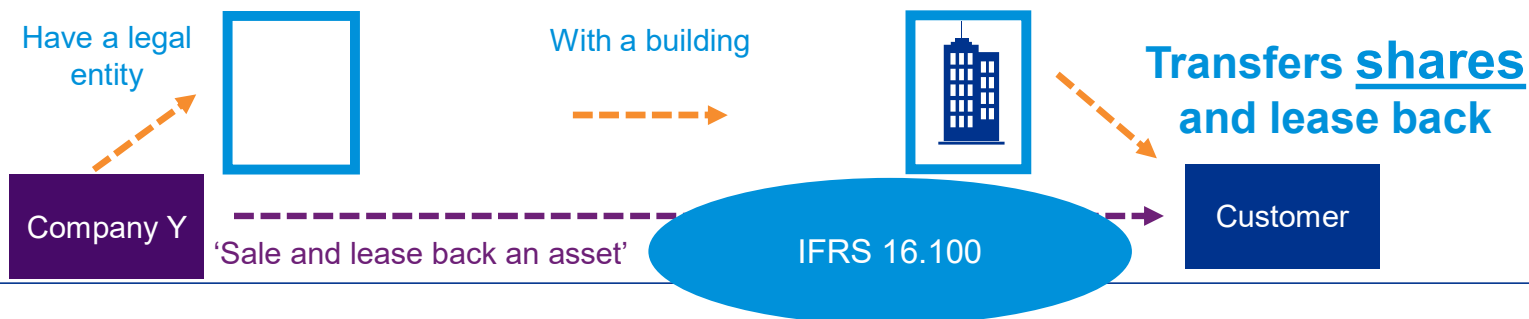 Have a legal
entity
With a building
Transfers shares
and lease back
Company Y
‘Sale and lease back an asset’
IFRS 16.100
Customer